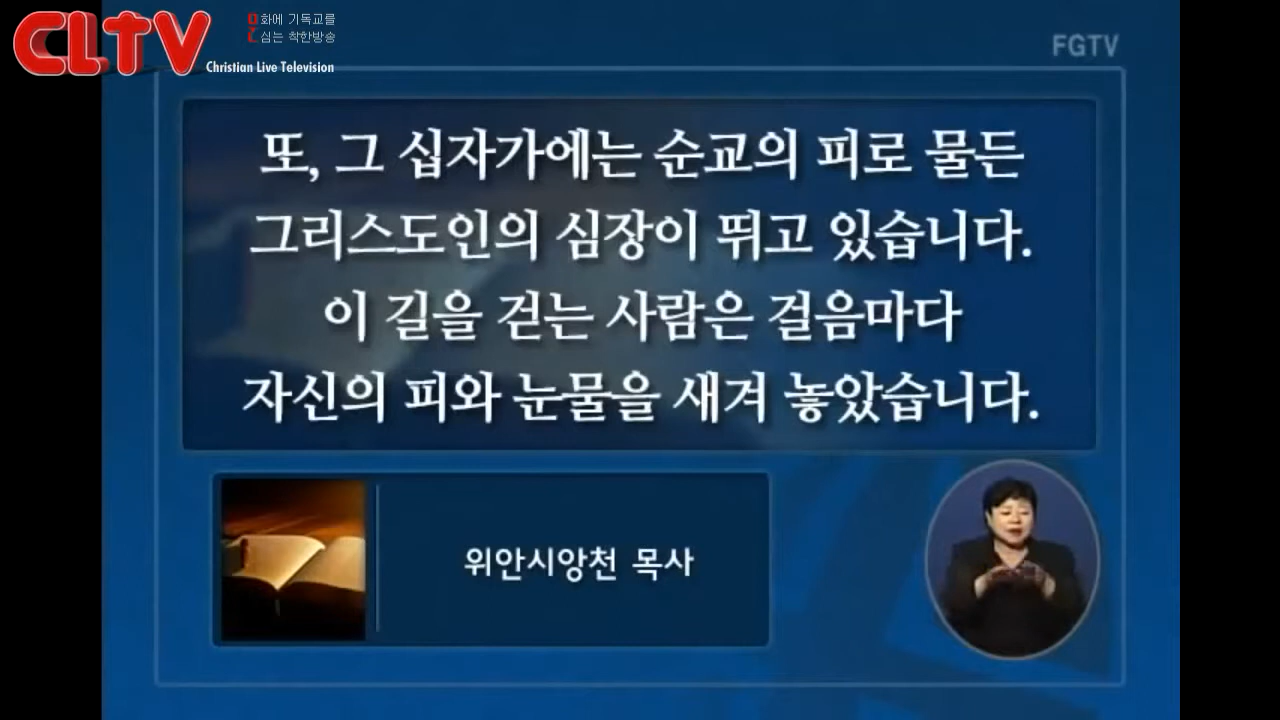 CLTV
문화에 기독교를
심는 착한방송
Christian Live Television
FGTV
또, 그 십자가에는 순교의 피로 물든
그리스도인의 심장이 뛰고 있습니다.
이 길을 걷는 사람은 걸음마다
자신의 피와 눈물을 새겨 놓았습니다.
위안시앙천 목사